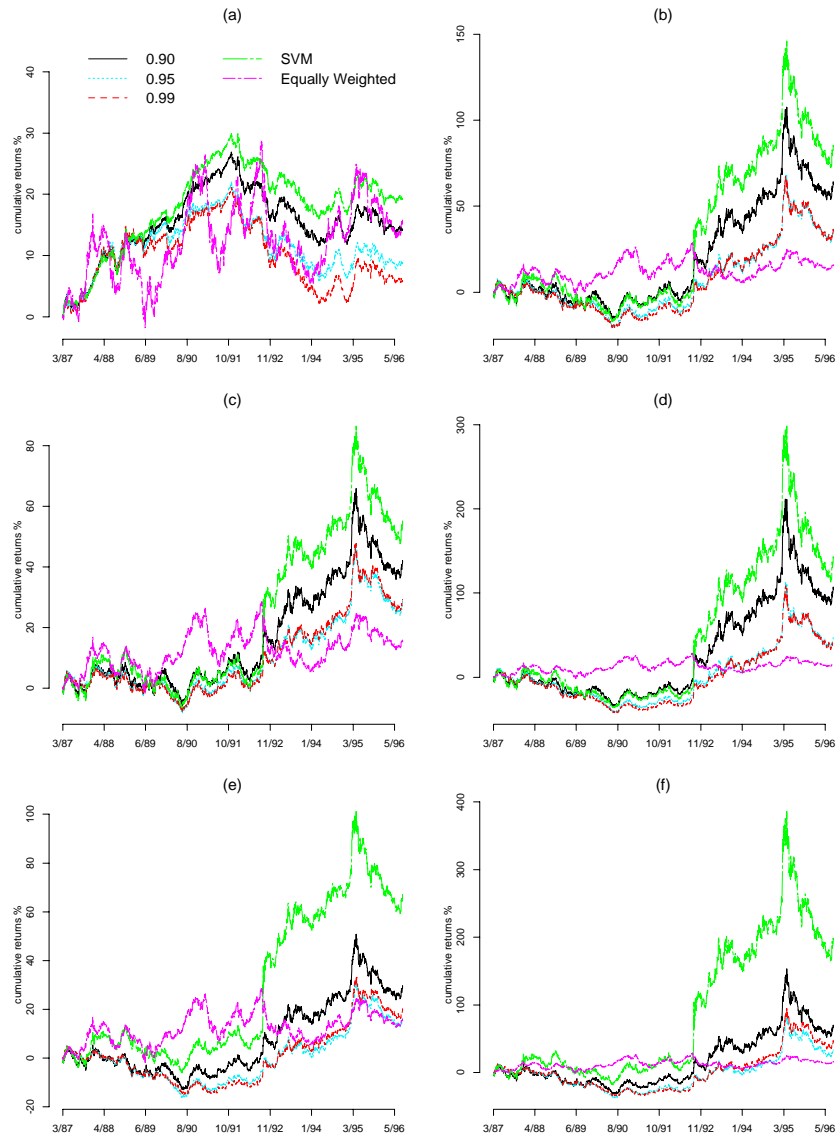 (a)
0.90
0.95
0.99
SVM
Equally Weighted
cumulative returns %
0 10 20 30 40
3/87 4/88 6/89 8/90 10/91 11/92 1/94 3/95 5/96
(b)
cumulative returns %
0 50 100 150
3/87 4/88 6/89 8/90 10/91 11/92 1/94 3/95 5/96
(c)
cumulative returns %
0 20 40 60 80
3/87 4/88 6/89 8/90 10/91 11/92 1/94 3/95 5/96
(d)
cumulative returns %
0 100 200 300
3/87 4/88 6/89 8/90 10/91 11/92 1/94 3/95 5/96
(e)
cumulative returns %
-20 0 20 40 60 80 100
3/87 4/88 6/89 8/90 10/91 11/92 1/94 3/95 5/96
(f)
cumulative returns %
0 100 200 300 400
3/87 4/88 6/89 8/90 10/91 11/92 1/94 3/95 5/96